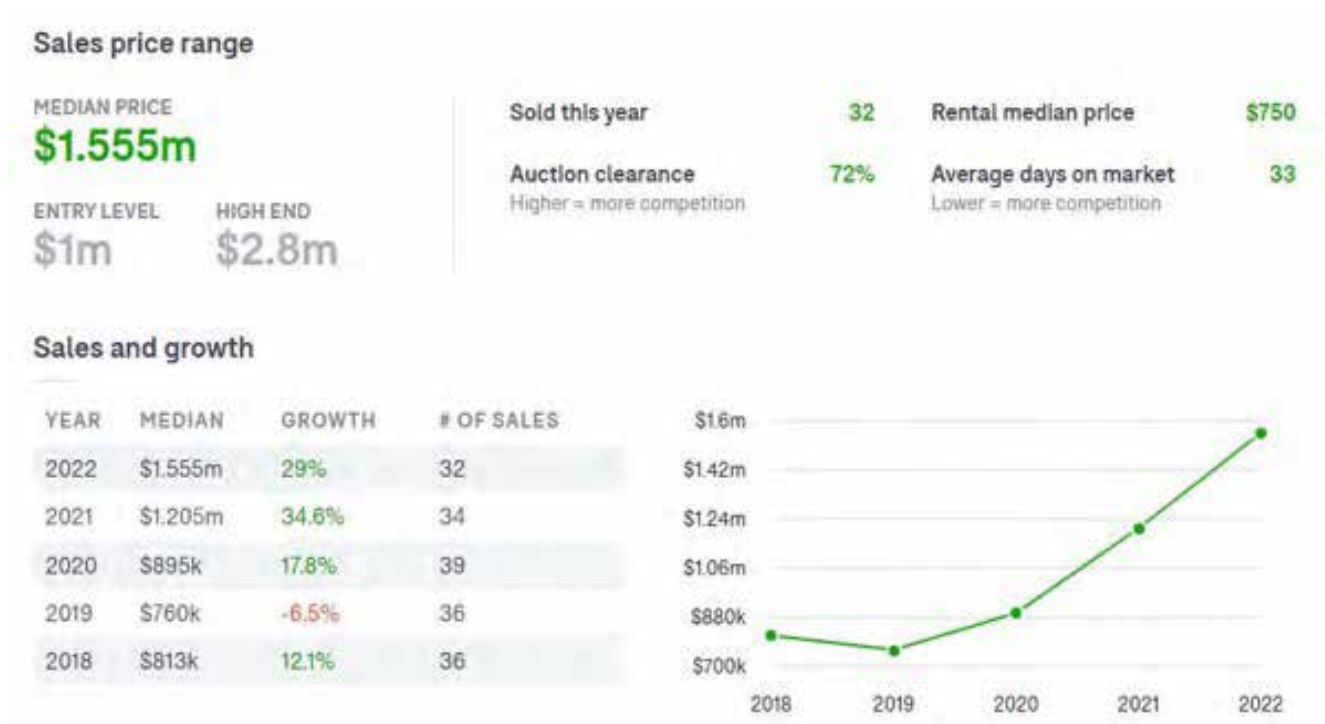 Sales price range
MEDIAN PRICE
$1.555m
ENTRY LEVEL HIGH END
$1m $2.8m
Sold this year 32
Auction clearance 72%
Higher = more competition
Rental median price $750
Average days on market 33
Lower = more competition
Sales and growth
YEAR MEDIAN GROWTH # OF SALES
2022 $1.555m 29% 32
2021 $1.205m 34.6% 34
2020 $895k 17.8% 39
2019 $760k -6.5% 36
2018 $813k 12.1% 36
$1.6m
$1.42m
$1.24m
$1.06m
$880k
$700k
2018 2019 2020 2021 2022